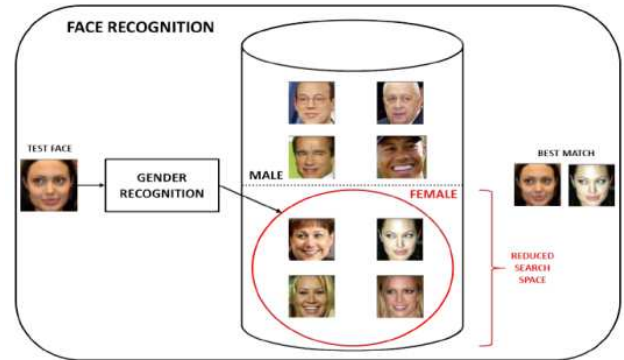 FACE RECOGNITION
TEST FACE
GENDER
RECOGNITION
MALE
FEMALE
BEST MATCH
REDUCED
SEARCH
SPACE